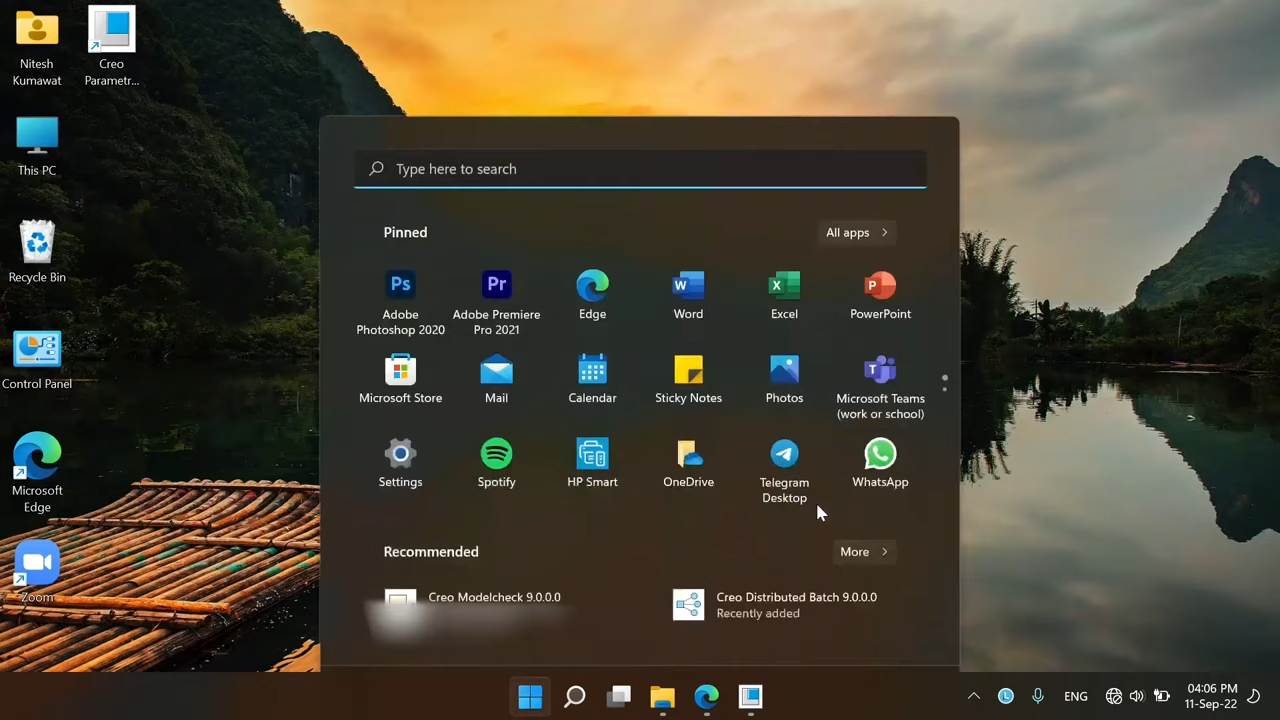 Nitesh
Kumawat
Creo
Parametr...
This PC
Recycle Bin
Control Panel
Microsoft
Edge
Zoom
Type here to search
Pinned
All apps
Ps
Pr
W
X
P
Adobe
Photoshop 2020
Adobe Premiere
Pro 2021
Edge
Word
Excel
PowerPoint
T
Microsoft Store
Mail
Calendar
Sticky Notes
Photos
Microsoft Teams
(work or school)
Settings
Spotify
HP Smart
OneDrive
Telegram
Desktop
WhatsApp
Recommended
More
Creo Modelcheck 9.0.0.0
Creo Distributed Batch 9.0.0.0
Recently added
ENG
04:06 PM
11-Sep-22